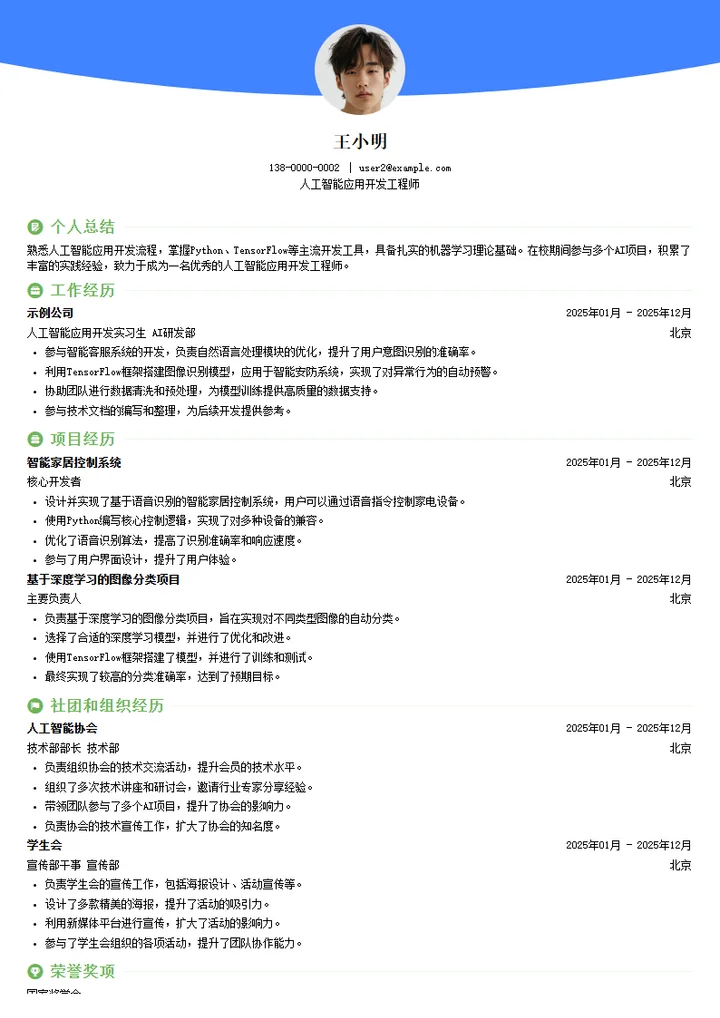 王小明
138-0000-0002 | user2@example.com
人工智能应用开发工程师
个人总结
熟悉人工智能应用开发流程，掌握Python、TensorFlow等主流开发工具，具备扎实的机器学习理论基础。在校期间参与多个AI项目，积累了
丰富的实践经验，致力于成为一名优秀的人工智能应用开发工程师。
工作经历
示例公司 2025年01月 - 2025年12月
人工智能应用开发实习生 AI研发部 北京
• 参与智能客服系统的开发，负责自然语言处理模块的优化，提升了用户意图识别的准确率。
• 利用TensorFlow框架搭建图像识别模型，应用于智能安防系统，实现了对异常行为的自动预警。
• 协助团队进行数据清洗和预处理，为模型训练提供高质量的数据支持。
• 参与技术文档的编写和整理，为后续开发提供参考。
项目经历
智能家居控制系统 2025年01月 - 2025年12月
核心开发者 北京
• 设计并实现了基于语音识别的智能家居控制系统，用户可以通过语音指令控制家电设备。
• 使用Python编写核心控制逻辑，实现了对多种设备的兼容。
• 优化了语音识别算法，提高了识别准确率和响应速度。
• 参与了用户界面设计，提升了用户体验。
基于深度学习的图像分类项目 2025年01月 - 2025年12月
主要负责人 北京
• 负责基于深度学习的图像分类项目，旨在实现对不同类型图像的自动分类。
• 选择了合适的深度学习模型，并进行了优化和改进。
• 使用TensorFlow框架搭建了模型，并进行了训练和测试。
• 最终实现了较高的分类准确率，达到了预期目标。
社团和组织经历
人工智能协会 2025年01月 - 2025年12月
技术部部长 技术部 北京
• 负责组织协会的技术交流活动，提升会员的技术水平。
• 组织了多次技术讲座和研讨会，邀请行业专家分享经验。
• 带领团队参与了多个AI项目，提升了协会的影响力。
• 负责协会的技术宣传工作，扩大了协会的知名度。
学生会 2025年01月 - 2025年12月
宣传部干事 宣传部 北京
• 负责学生会的宣传工作，包括海报设计、活动宣传等。
• 设计了多款精美的海报，提升了活动的吸引力。
• 利用新媒体平台进行宣传，扩大了活动的影响力。
• 参与了学生会组织的各项活动，提升了团队协作能力。
荣誉奖项